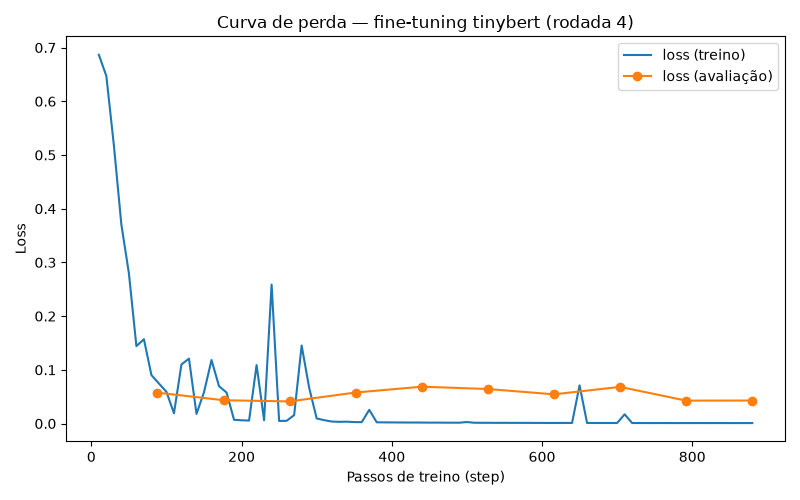 Curva de perda — fine-tuning tinybert (rodada 4)
loss (treino)
loss (avaliação)
0.7
0.6
0.5
0.4
0.3
0.2
0.1
0.0
Loss
0 200 400 600 800
Passos de treino (step)